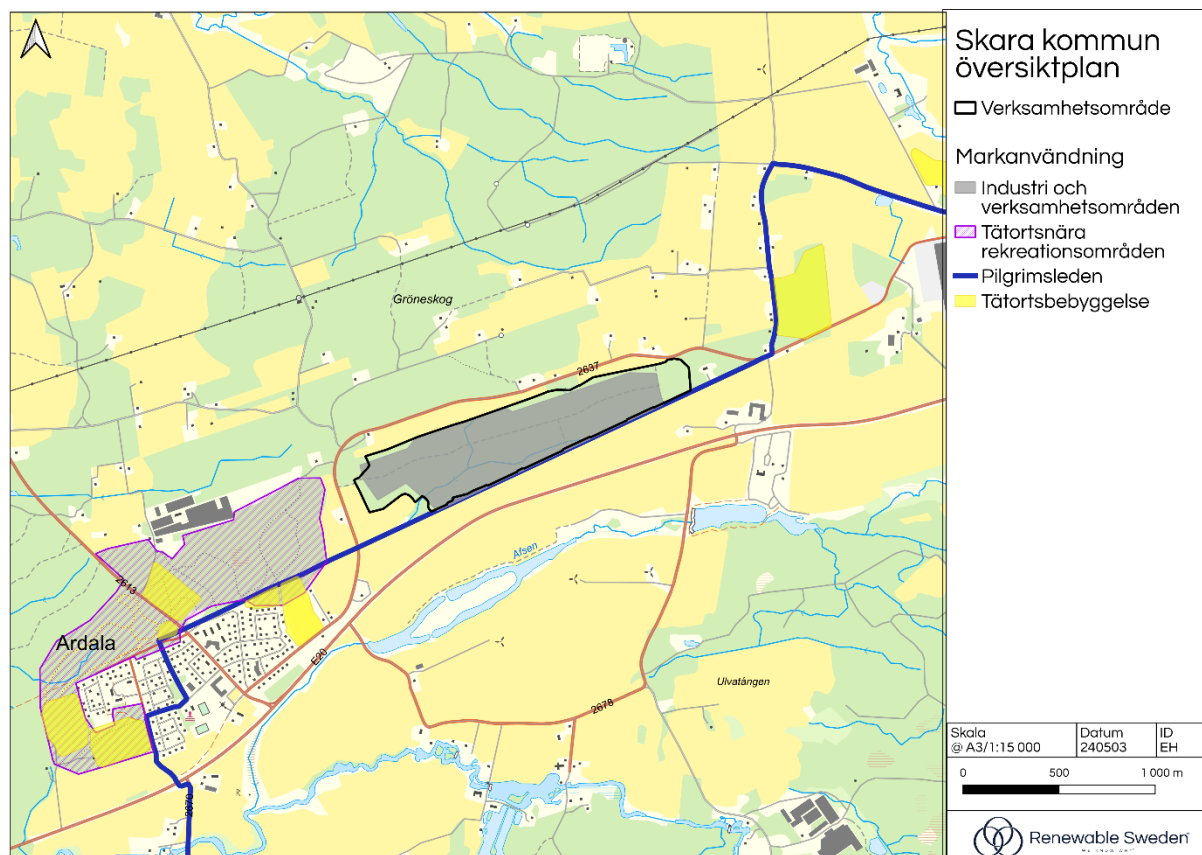 Skara kommun
översiktplan
Verksamhetsområde
Markanvändning
Industri och
verksamhetsområden
Tätortsnära
rekreationsområden
Pilgrimsleden
Tätortsbebyggelse
Gröneskog
2637
Afsen
2613
Ardala
E20
Ulvatången
2678
2670
Skala
@ A3/1:15 000
Datum
240503
ID
EH
0 500 1 000 m
Renewable Sweden